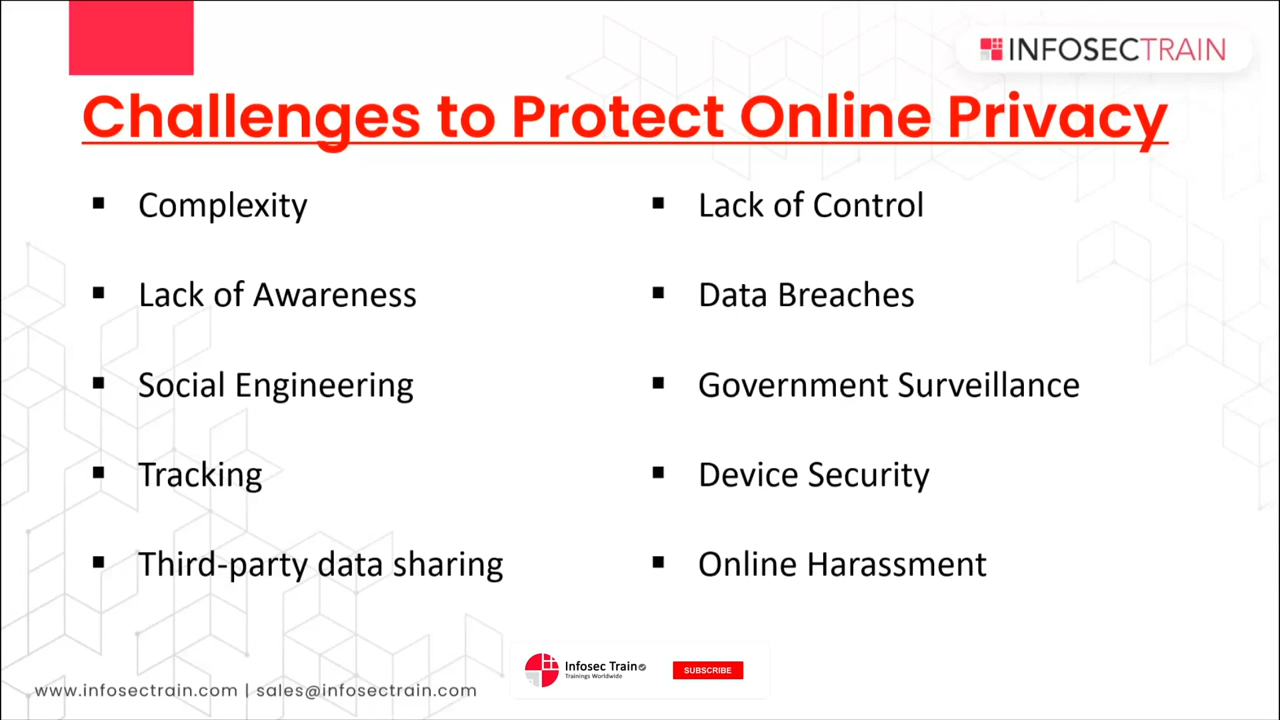 INFOSECTRAIN
Challenges to Protect Online Privacy
▪ Complexity
▪ Lack of Awareness
▪ Social Engineering
▪ Tracking
▪ Third-party data sharing
▪ Lack of Control
▪ Data Breaches
▪ Government Surveillance
▪ Device Security
▪ Online Harassment
Infosec Train
Trainings Worldwide
SUBSCRIBE
www.infosectrain.com | sales@infosectrain.com